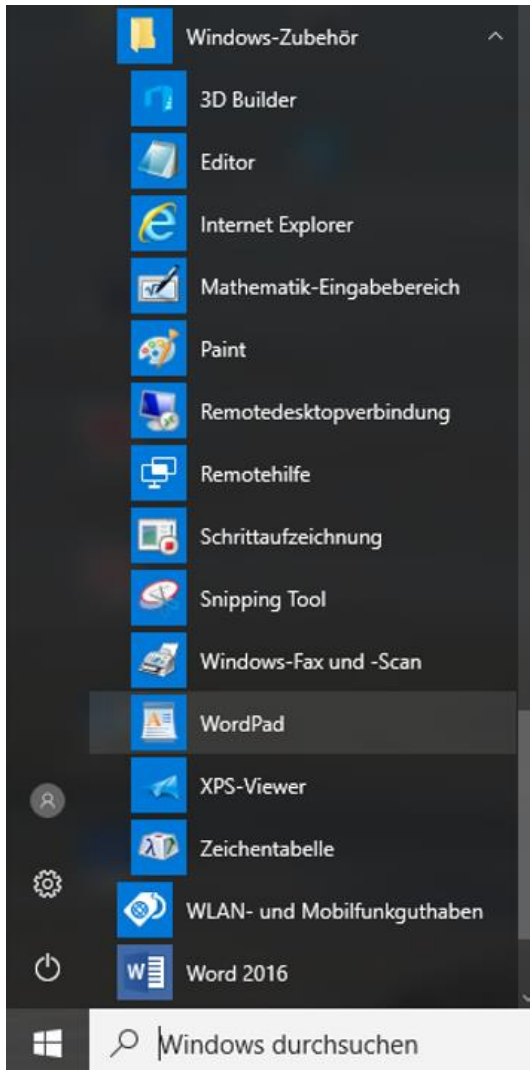 Windows-Zubehör
3D Builder
Editor
Internet Explorer
Mathematik-Eingabebereich
Paint
Remotedesktopverbindung
Remotehilfe
Schrittaufzeichnung
Snipping Tool
Windows-Fax und -Scan
WordPad
XPS-Viewer
Zeichentabelle
WLAN- und Mobilfunkguthaben
Word 2016
Windows durchsuchen